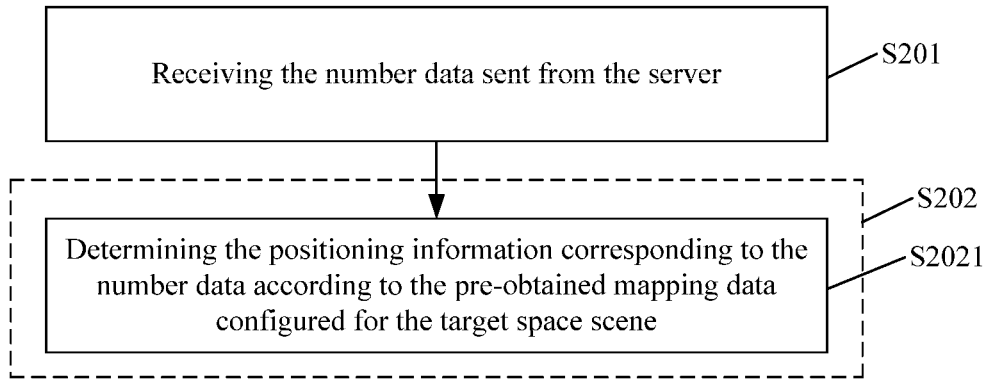 Receiving the number data sent from the server
S201
S202
Determining the positioning information corresponding to the
number data according to the pre-obtained mapping data
configured for the target space scene
S2021